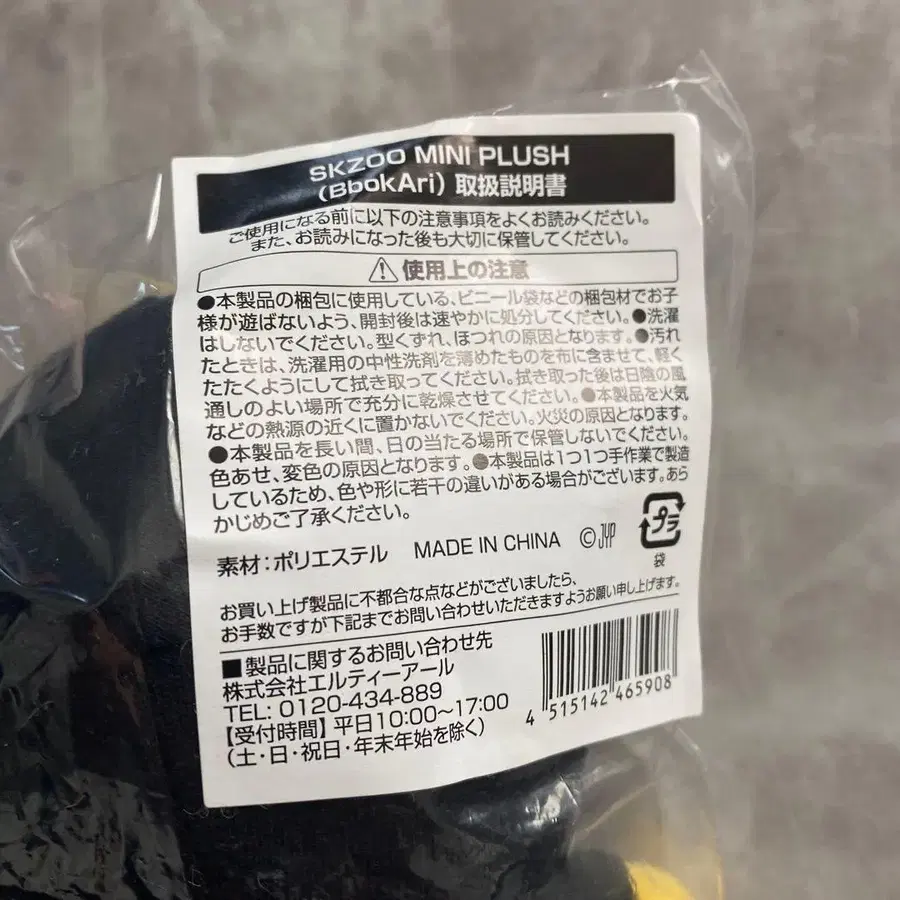 SKZOO MINI PLUSH
(BbokAri) 取扱説明書
ご使用になる前に以下の注意事項をよくお読みください。
また、お読みになった後も大切に保管してください。
⚠使用上の注意
●本製品の梱包に使用している、ビニール袋などの梱包材でお子
様が遊ばないよう、開封後は速やかに処分してください。●洗濯
はしないでください。型くずれ、ほつれの原因となります。●汚れ
たときは、洗濯用の中性洗剤を薄めたものを布に含ませて、軽く
たたくようにして拭き取ってください。拭き取った後は日陰の風
通しのよい場所で充分に乾燥させてください。●本製品を火気
などの熱源の近くに置かないでください。火災の原因となります。
●本製品を長い間、日の当たる場所で保管しないでください。
色あせ、変色の原因となります。●本製品は1つ1つ手作業で製造
しているため、色や形に若干の違いがある場合がございます。あら
かじめご了承ください。
素材:ポリエステル MADE IN CHINA ©JYP
プラ
袋
お買い上げ製品に不都合な点などがございましたら、
お手数ですが下記までお問い合わせいただきますようお願い申し上げます。
■製品に関するお問い合わせ先
株式会社エルティーアール
TEL: 0120-434-889
【受付時間】平日10:00〜17:00
(土・日・祝日・年末年始を除く)
4 515142 465908